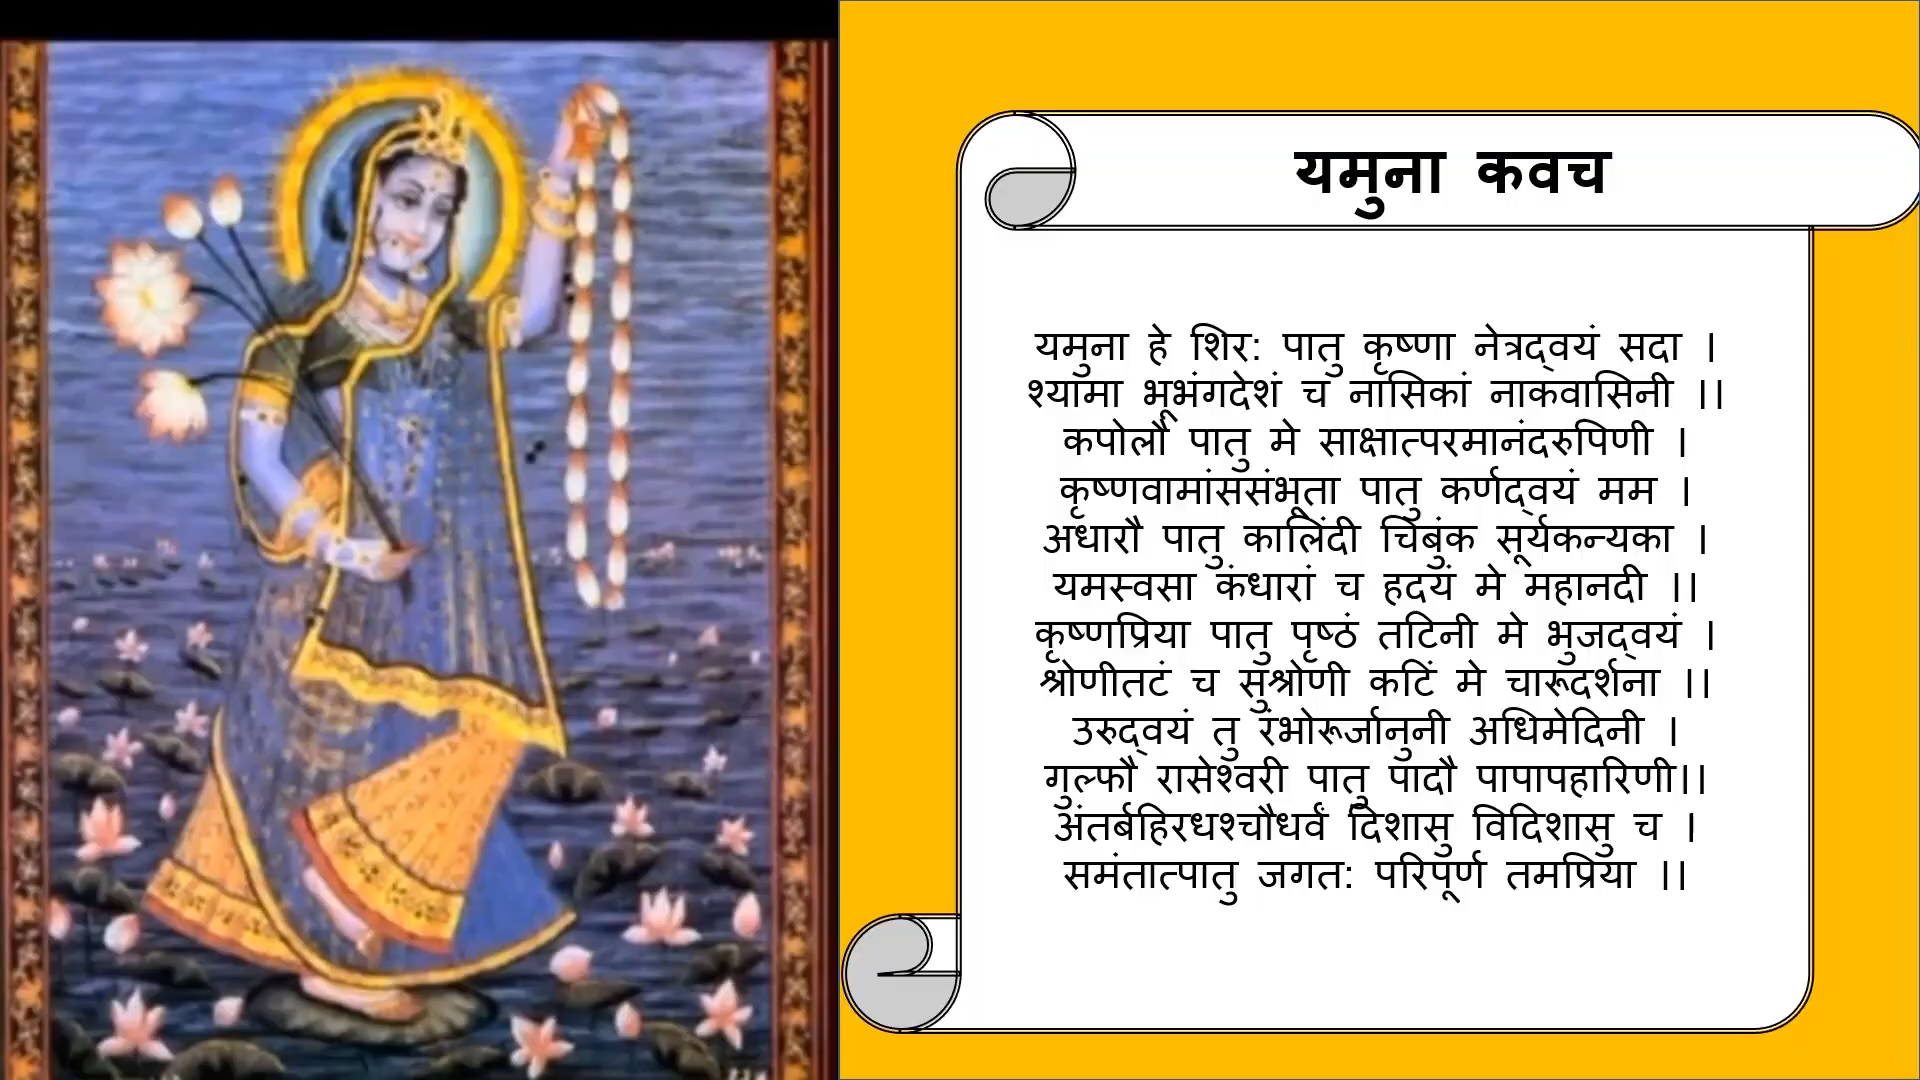 यमुना कवच
यमुना हे शिर: पातु कृष्णा नेत्रद्वयं सदा ।
श्यामा भूभंगदेशं च नासिकां नाकवासिनी ।।
कपोलौ पातु मे साक्षात्परमानंदरुपिणी ।
कृष्णवामांससंभूता पातु कर्णद्वयं मम ।
अधारौ पातु कालिंदी चिबुंक सूर्यकन्यका ।
यमस्वसा कंधारां च हदयं मे महानदी ।।
कृष्णप्रिया पातु पृष्ठं तटिनी मे भुजद्वयं ।
श्रोणीतटं च सुश्रोणी कटिं मे चारूदर्शना ।।
उरुद्वयं तु रंभोरूर्जानुनी अधिमेदिनी ।
गुल्फौ रासेश्वरी पातु पादौ पापापहारिणी।।
अंतर्बहिरधश्चौधर्वं दिशासु विदिशासु च ।
समंतात्पातु जगत: परिपूर्ण तमप्रिया ।।